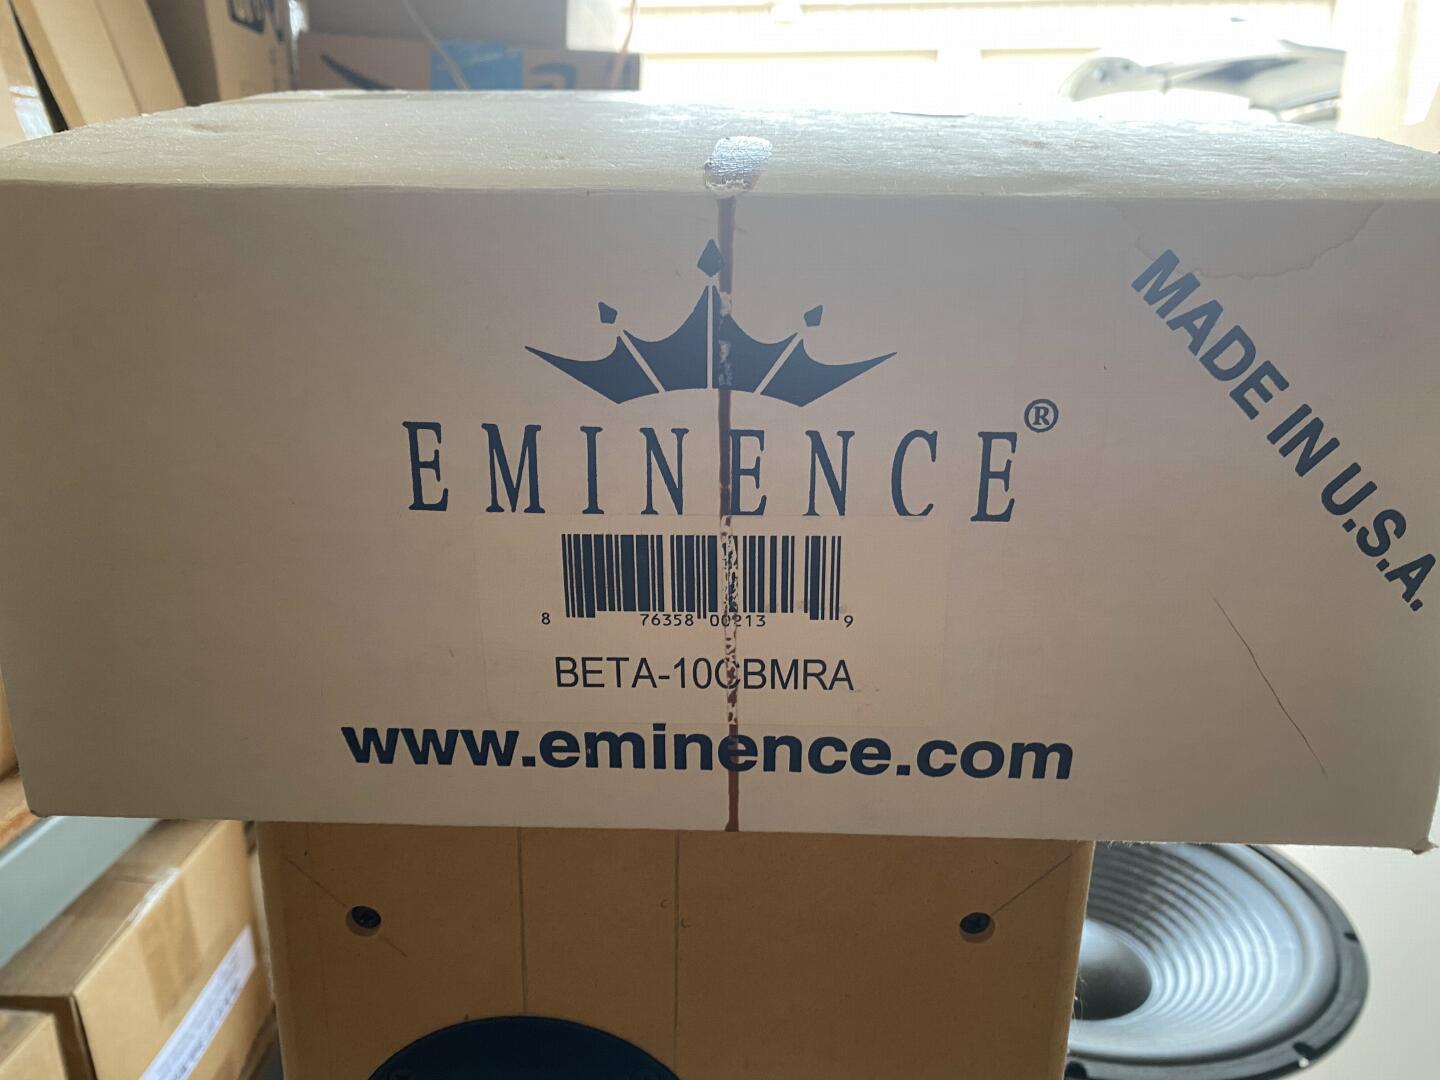 EMINENCE®
MADE IN U.S.A.
8 76358 00213 9
BETA-10CBMRA
www.eminence.com